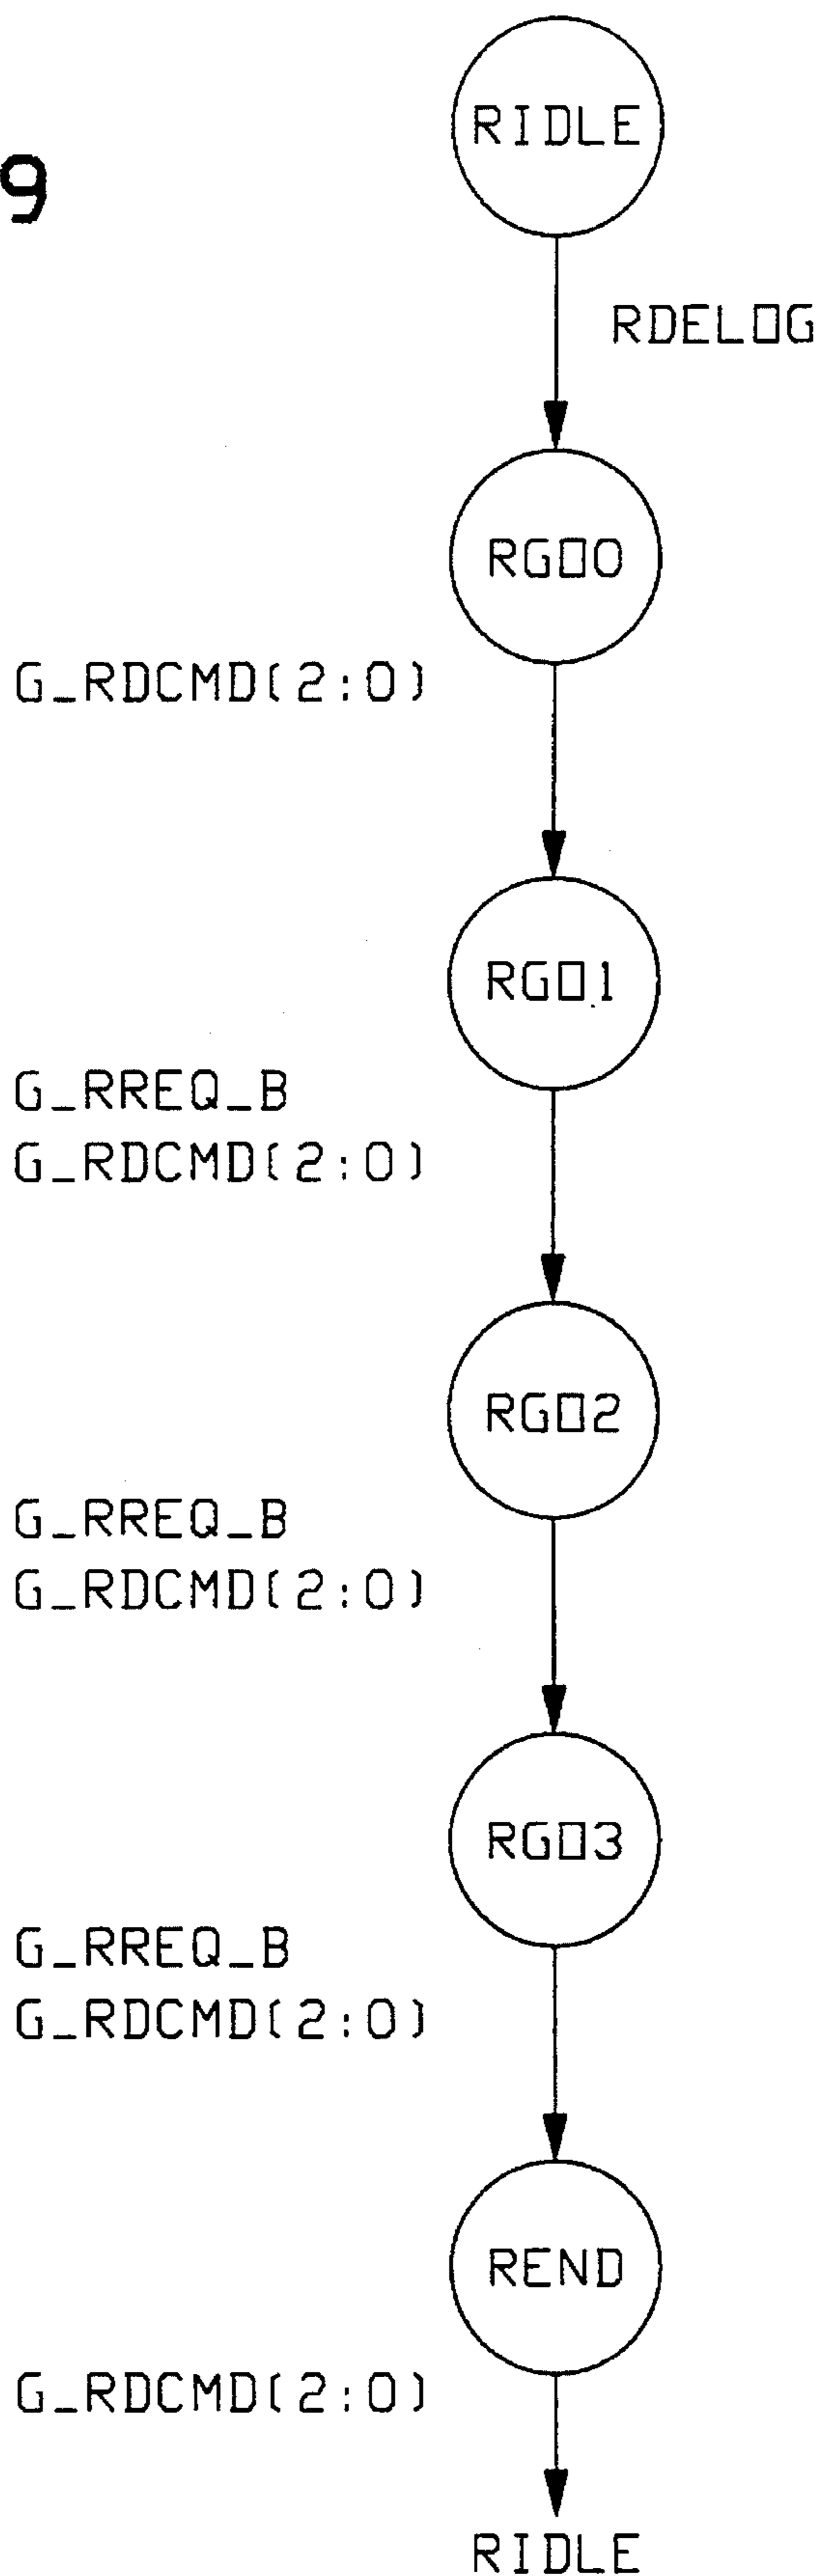 RIDLE
9
RDELOG
RGO0
G_RDCMD(2:0)
RGO1
G_RREQ_B
G_RDCMD(2:0)
RGO2
G_RREQ_B
G_RDCMD(2:0)
RGO3
G_RREQ_B
G_RDCMD(2:0)
REND
G_RDCMD(2:0)
RIDLE